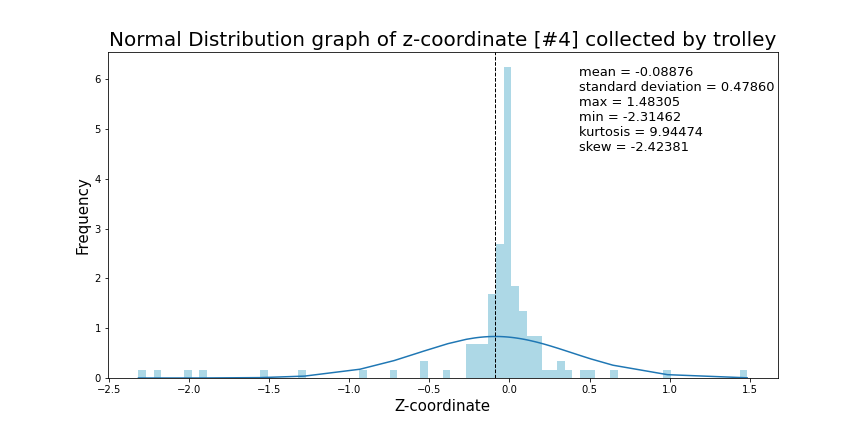 Normal Distribution graph of z-coordinate [#4] collected by trolley
mean = -0.08876
standard deviation = 0.47860
max = 1.48305
min = -2.31462
kurtosis = 9.94474
skew = -2.42381
Frequency
6
5
4
3
2
1
0
−2.5 −2.0 −1.5 −1.0 −0.5 0.0 0.5 1.0 1.5
Z-coordinate